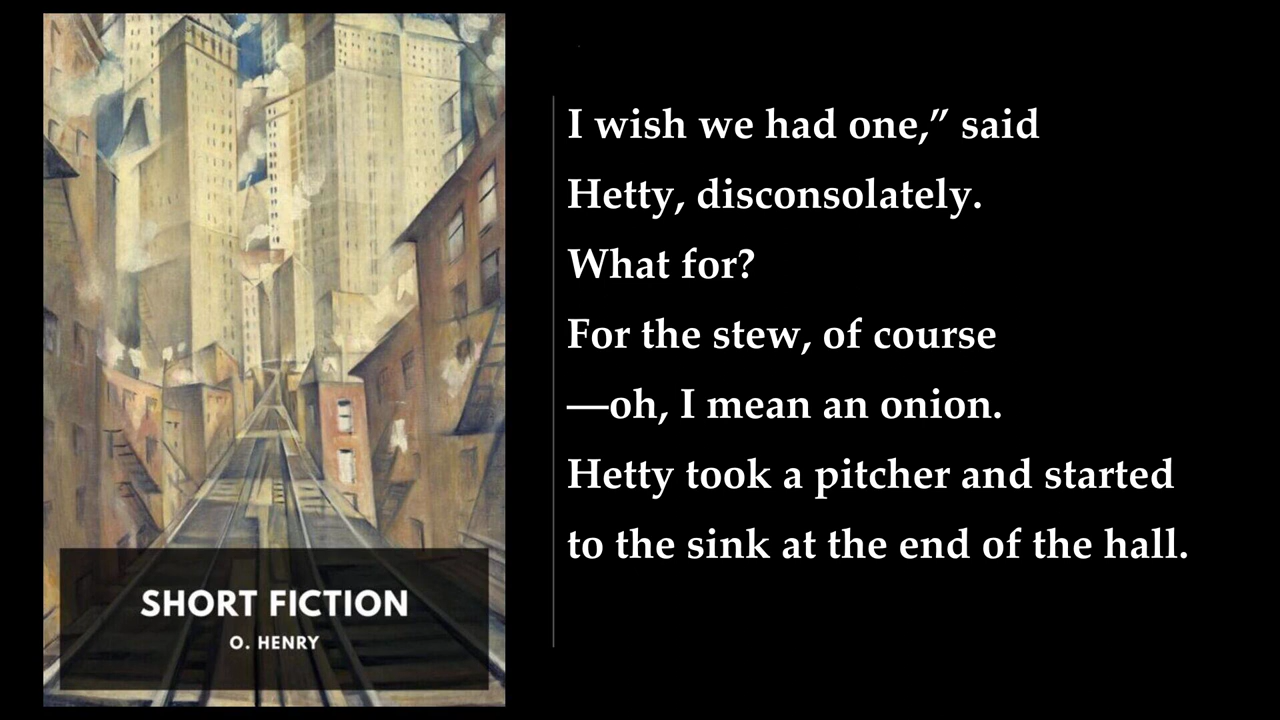 SHORT FICTION
O. HENRY
I wish we had one,” said
Hetty, disconsolately.
What for?
For the stew, of course
—oh, I mean an onion.
Hetty took a pitcher and started
to the sink at the end of the hall.